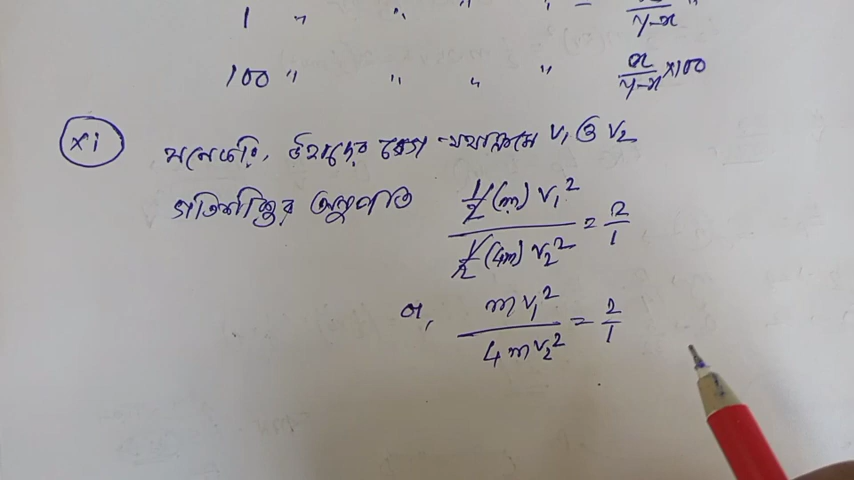 1 " " " " = x/y-x "
100 " " " " x/y-x ×100
xi মনেকরি, উহাদের বেগ যথাক্রমে v₁ ও v₂
গতিশক্তির অনুপাত ½(m)v₁² / ½(4m)v₂² = 2/1
বা, mv₁² / 4mv₂² = 2/1